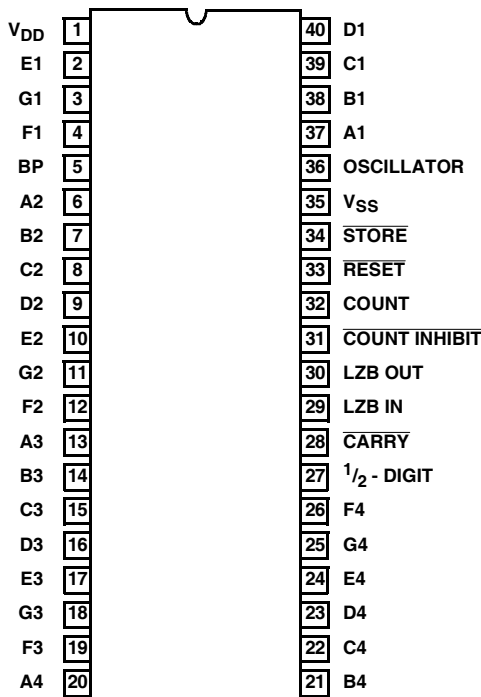 VDD 1 40 D1
E1 2 39 C1
G1 3 38 B1
F1 4 37 A1
BP 5 36 OSCILLATOR
A2 6 35 VSS
B2 7 34 STORE
C2 8 33 RESET
D2 9 32 COUNT
E2 10 31 COUNT INHIBIT
G2 11 30 LZB OUT
F2 12 29 LZB IN
A3 13 28 CARRY
B3 14 27 1/2 - DIGIT
C3 15 26 F4
D3 16 25 G4
E3 17 24 E4
G3 18 23 D4
F3 19 22 C4
A4 20 21 B4